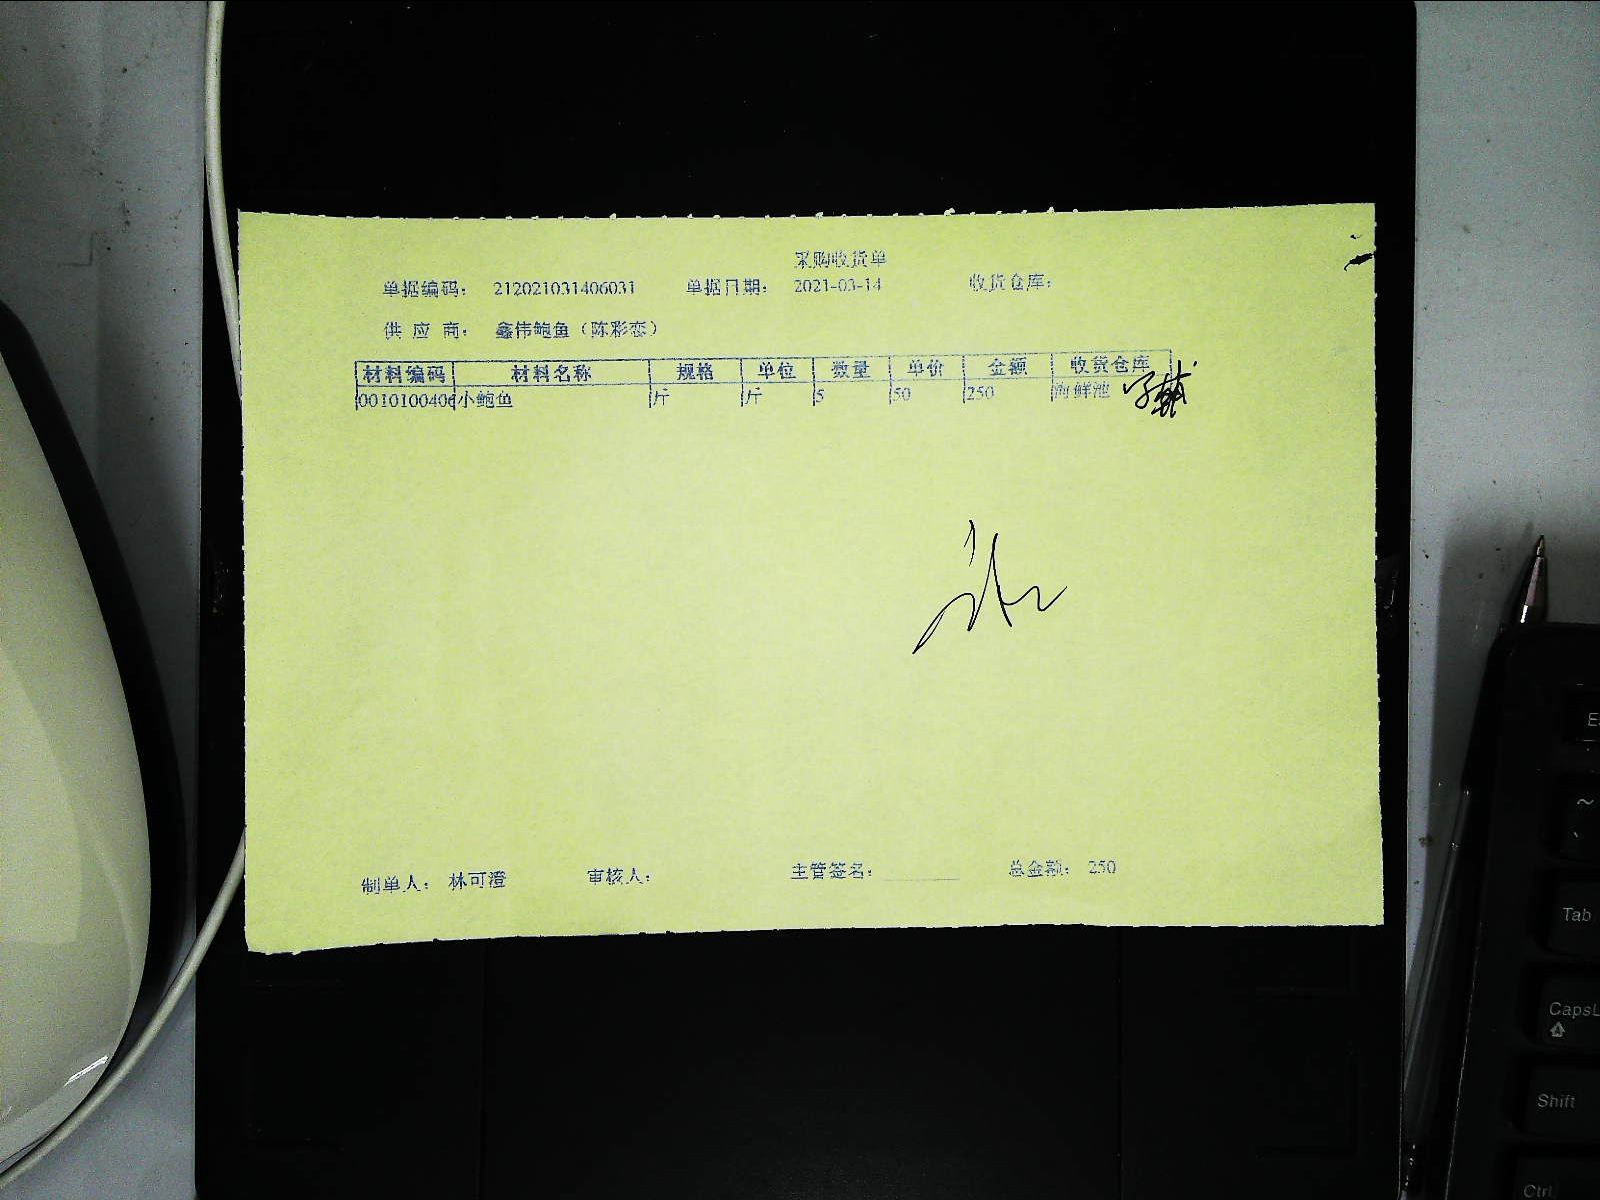 采购收货单
单据编码: 212021031406031 单据日期: 2021-03-14 收货仓库:
供 应 商: 鑫伟鲍鱼（陈彩恋）
材料编码 材料名称 规格 单位 数量 单价 金额 收货仓库
0010100406 小鲍鱼 斤 斤 5 50 250 海鲜池
制单人: 林可澄 审核人: 主管签名: 总金额: 250
~
Tab
CapsL
Shift
Ctrl